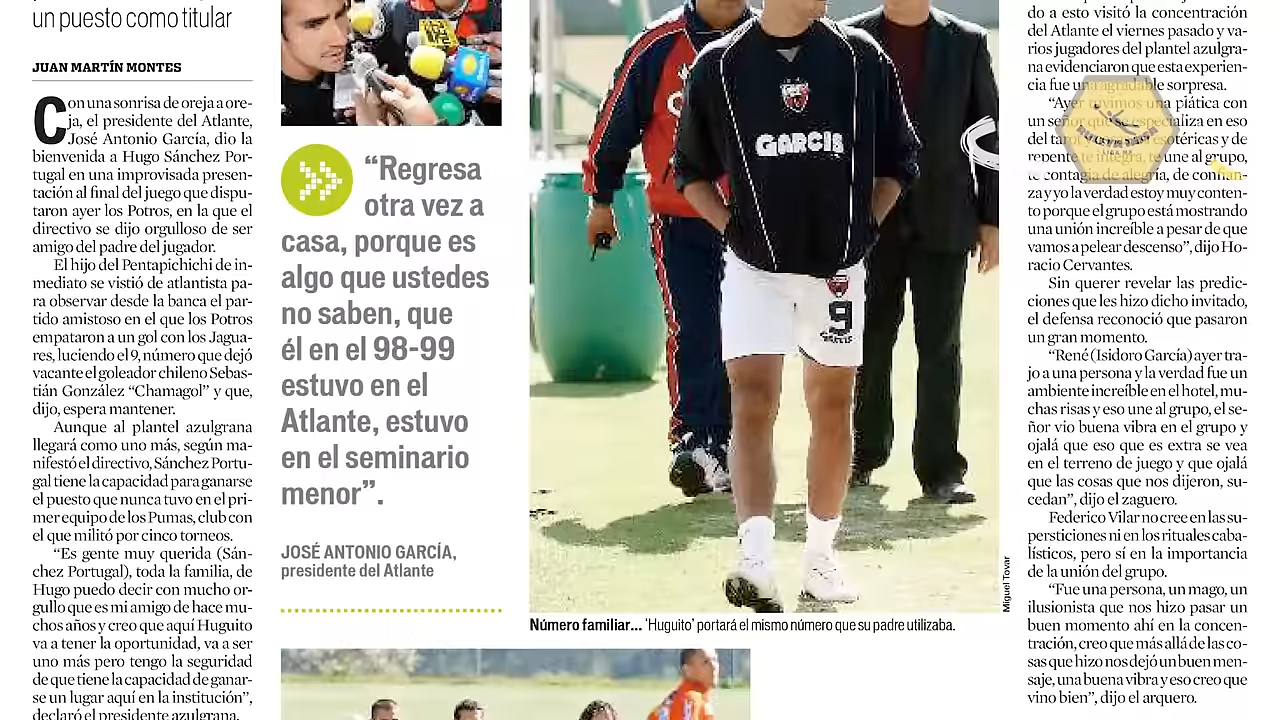 un puesto como titular
JUAN MARTÍN MONTES
Con una sonrisa de oreja a ore-
ja, el presidente del Atlante,
José Antonio García, dio la
bienvenida a Hugo Sánchez Por-
tugal en una improvisada presen-
tación al final del juego que dispu-
taron ayer los Potros, en la que el
directivo se dijo orgulloso de ser
amigo del padre del jugador.
El hijo del Pentapichichi de in-
mediato se vistió de atlantista pa-
ra observar desde la banca el par-
tido amistoso en el que los Potros
empataron a un gol con los Jagua-
res, luciendo el 9, número que dejó
vacante el goleador chileno Sebas-
tián González “Chamagol” y que,
dijo, espera mantener.
Aunque al plantel azulgrana
llegará como uno más, según ma-
nifestó el directivo, Sánchez Portu-
gal tiene la capacidad para ganarse
el puesto que nunca tuvo en el pri-
mer equipo de los Pumas, club con
el que militó por cinco torneos.
“Es gente muy querida (Sán-
chez Portugal), toda la familia, de
Hugo puedo decir con mucho or-
gullo que es mi amigo de hace mu-
chos años y creo que aquí Huguito
va a tener la oportunidad, va a ser
uno más pero tengo la seguridad
de que tiene la capacidad de ganar-
se un lugar aquí en la institución”,
declaró el presidente azulgrana.
“Regresa
otra vez a
casa, porque es
algo que ustedes
no saben, que
él en el 98-99
estuvo en el
Atlante, estuvo
en el seminario
menor”.
JOSÉ ANTONIO GARCÍA,
presidente del Atlante
GARCIS
9
Miguel Tovar
Número familiar... ‘Huguito’ portará el mismo número que su padre utilizaba.
do a esto visitó la concentración
del Atlante el viernes pasado y va-
rios jugadores del plantel azulgra-
na evidenciaron que esta experien-
cia fue una agradable sorpresa.
“Ayer tuvimos una plática con
un señor que se especializa en eso
del tarot y cosas esotéricas y de
repente te integra, te une al grupo,
te contagia de alegría, de confian-
za y yo la verdad estoy muy conten-
to porque el grupo está mostrando
una unión increíble a pesar de que
vamos a pelear descenso”, dijo Ho-
racio Cervantes.
Sin querer revelar las predic-
ciones que les hizo dicho invitado,
el defensa reconoció que pasaron
un gran momento.
“René (Isidoro García) ayer tra-
jo a una persona y la verdad fue un
ambiente increíble en el hotel, mu-
chas risas y eso une al grupo, el se-
ñor vio buena vibra en el grupo y
ojalá que eso que es extra se vea
en el terreno de juego y que ojalá
que las cosas que nos dijeron, su-
cedan”, dijo el zaguero.
Federico Vilar no cree en las su-
persticiones ni en los rituales caba-
lísticos, pero sí en la importancia
de la unión del grupo.
“Fue una persona, un mago, un
ilusionista que nos hizo pasar un
buen momento ahí en la concen-
tración, creo que más allá de las co-
sas que hizo nos dejó un buen men-
saje, una buena vibra y eso creo que
vino bien”, dijo el arquero.